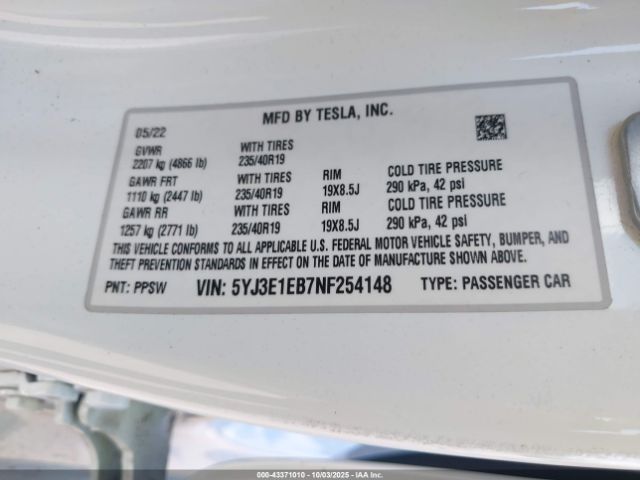 MFD BY TESLA, INC.
05/22
GVWR WITH TIRES
2207 kg (4866 lb) 235/40R19
GAWR FRT WITH TIRES RIM COLD TIRE PRESSURE
1110 kg (2447 lb) 235/40R19 19X8.5J 290 kPa, 42 psi
GAWR RR WITH TIRES RIM COLD TIRE PRESSURE
1257 kg (2771 lb) 235/40R19 19X8.5J 290 kPa, 42 psi
THIS VEHICLE CONFORMS TO ALL APPLICABLE U.S. FEDERAL MOTOR VEHICLE SAFETY, BUMPER, AND
THEFT PREVENTION STANDARDS IN EFFECT ON THE DATE OF MANUFACTURE SHOWN ABOVE.
PNT: PPSW VIN: 5YJ3E1EB7NF254148 TYPE: PASSENGER CAR
000-43371010 | 10/03/2025 | IAA INC.